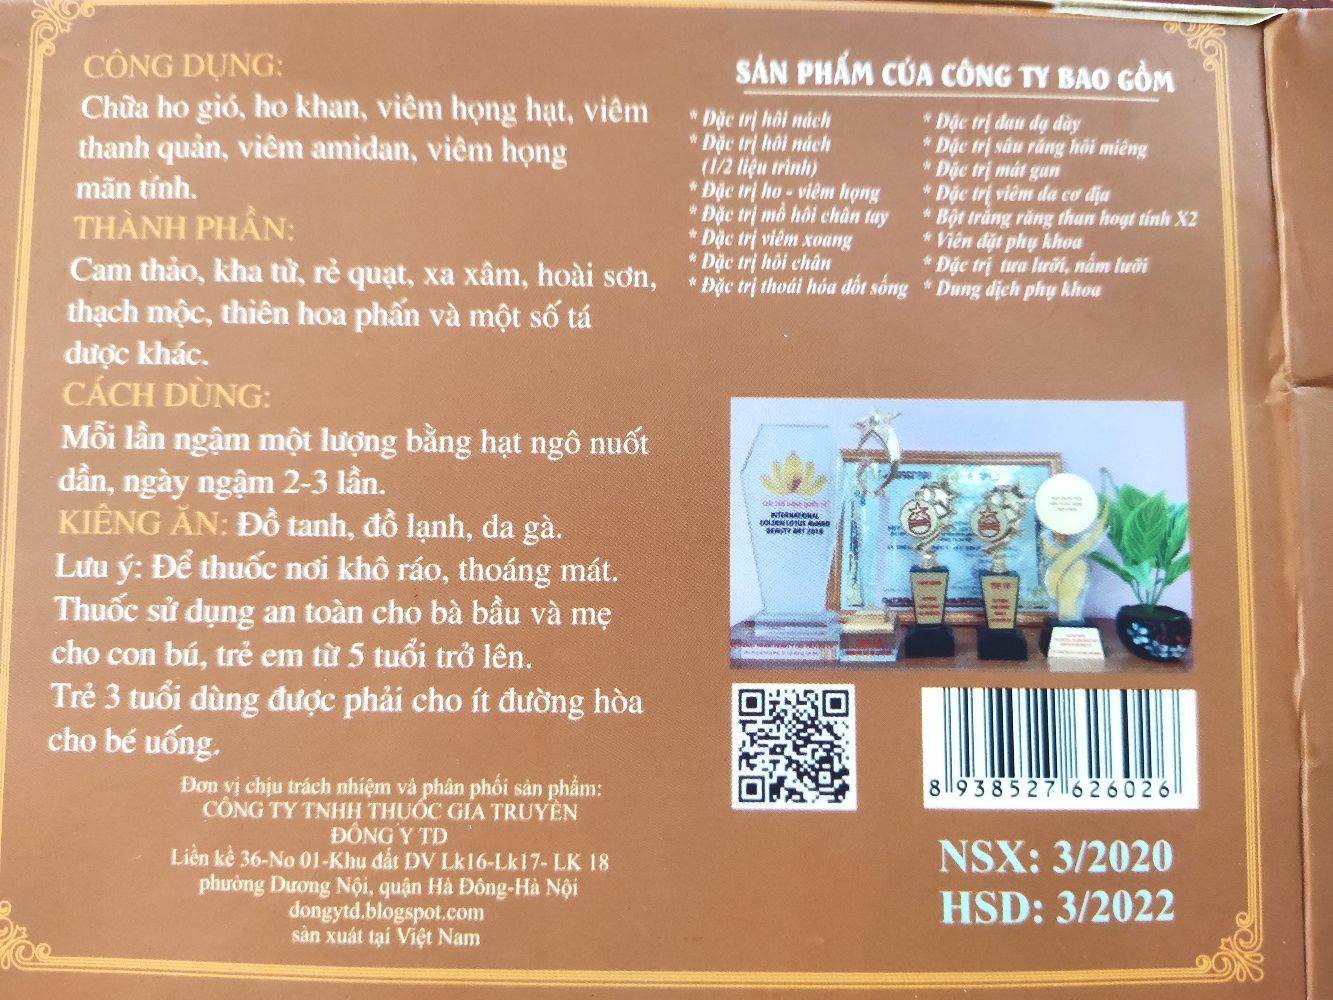 CÔNG DỤNG:
Chữa ho gió, ho khan, viêm họng hạt, viêm
thanh quản, viêm amidan, viêm họng
mãn tính.
THÀNH PHẦN:
Cam thảo, kha tử, rẻ quạt, xa xâm, hoài sơn,
thạch mộc, thiên hoa phấn và một số tá
dược khác.
CÁCH DÙNG:
Mỗi lần ngậm một lượng bằng hạt ngô nuốt
dần, ngày ngậm 2-3 lần.
KIÊNG ĂN: Đồ tanh, đồ lạnh, da gà.
Lưu ý: Để thuốc nơi khô ráo, thoáng mát.
Thuốc sử dụng an toàn cho bà bầu và mẹ
cho con bú, trẻ em từ 5 tuổi trở lên.
Trẻ 3 tuổi dùng được phải cho ít đường hòa
cho bé uống.
Đơn vị chịu trách nhiệm và phân phối sản phẩm:
CÔNG TY TNHH THUỐC GIA TRUYỀN
ĐÔNG Y TD
Liền kề 36-No 01-Khu đất DV Lk16-Lk17- LK 18
phường Dương Nội, quận Hà Đông-Hà Nội
dongytd.blogspot.com
sản xuất tại Việt Nam
SẢN PHẨM CỦA CÔNG TY BAO GỒM
* Đặc trị hôi nách
* Đặc trị hôi nách
(1/2 liệu trình)
* Đặc trị ho - viêm họng
* Đặc trị mồ hôi chân tay
* Đặc trị viêm xoang
* Đặc trị hôi chân
* Đặc trị thoái hóa đốt sống
* Đặc trị đau dạ dày
* Đặc trị sâu răng hôi miệng
* Đặc trị mát gan
* Đặc trị viêm da cơ địa
* Bột trắng răng than hoạt tính X2
* Viên đặt phụ khoa
* Đặc trị tưa lưỡi, nấm lưỡi
* Dung dịch phụ khoa
INTERNATIONAL
GOLDEN LOTUS AWARD
BEAUTY ART 2018
8 938527 626026
NSX: 3/2020
HSD: 3/2022